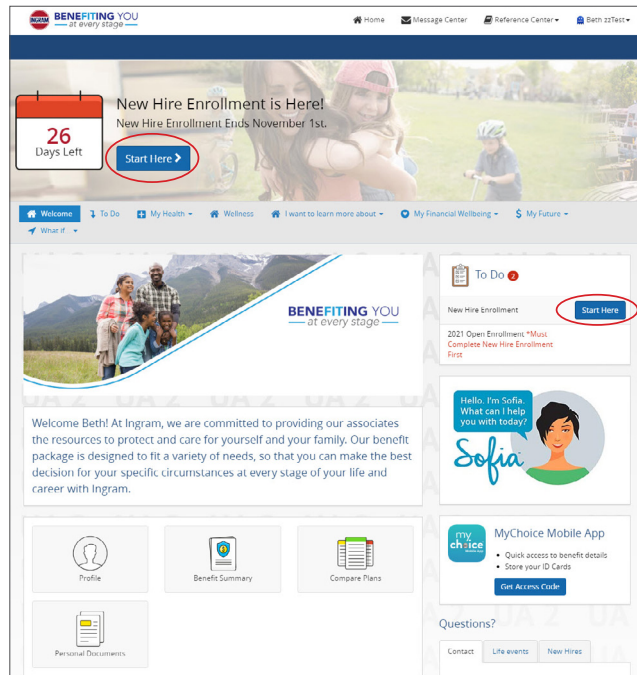 INGRAM BENEFITING YOU
at every stage
Home Message Center Reference Center Beth zzTest
26
Days Left
New Hire Enrollment is Here!
New Hire Enrollment Ends November 1st.
Start Here
Welcome To Do My Health Wellness I want to learn more about My Financial Wellbeing My Future
What If
BENEFITING YOU
at every stage
To Do 2
New Hire Enrollment Start Here
2021 Open Enrollment *Must
Complete New Hire Enrollment
First
Hello. I'm Sofia.
What can I help
you with today?
Sofia
Welcome Beth! At Ingram, we are committed to providing our associates
the resources to protect and care for yourself and your family. Our benefit
package is designed to fit a variety of needs, so that you can make the best
decision for your specific circumstances at every stage of your life and
career with Ingram.
Profile
Benefit Summary
Compare Plans
Personal Documents
my
choice
Mobile App
MyChoice Mobile App
Quick access to benefit details
Store your ID Cards
Get Access Code
Questions?
Contact Life events New Hires
UA 2 UA